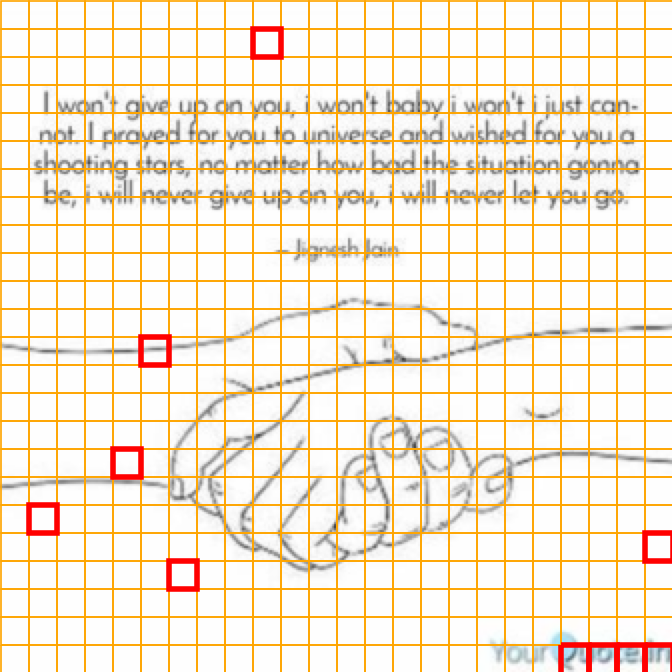 I won't give up on you, i won't baby i won't i just can-
not. I prayed for you to universe and wished for you a
shooting stars, no matter how bad the situation gonna
be, i will never give up on you, i will never let you go.
-- Jignesh Jain
YourQuote.in